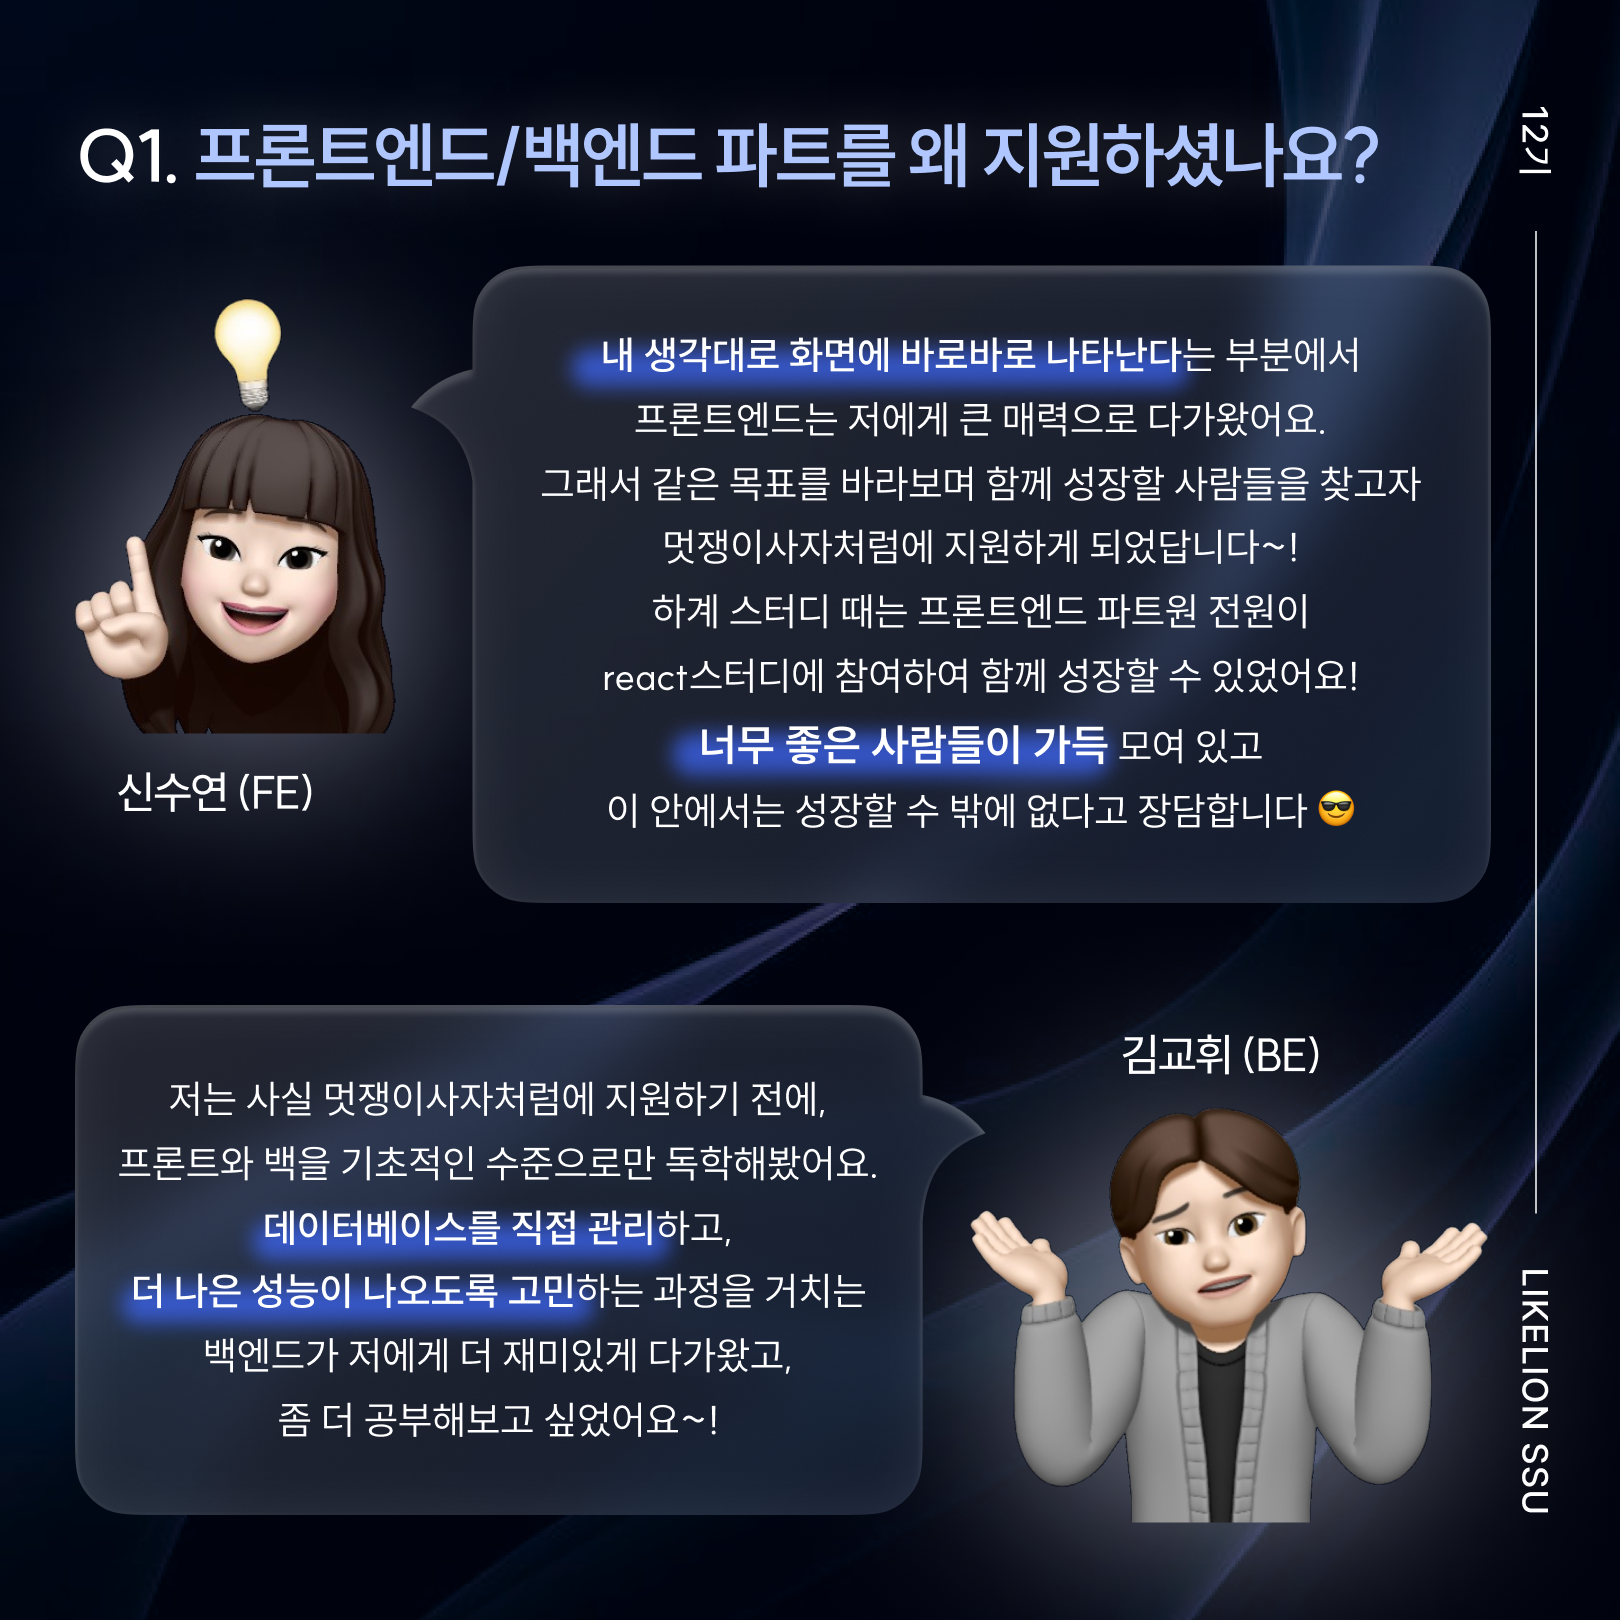 Q1. 프론트엔드/백엔드 파트를 왜 지원하셨나요?
12기
내 생각대로 화면에 바로바로 나타난다는 부분에서
프론트엔드는 저에게 큰 매력으로 다가왔어요.
그래서 같은 목표를 바라보며 함께 성장할 사람들을 찾고자
멋쟁이사자처럼에 지원하게 되었답니다~!
하계 스터디 때는 프론트엔드 파트원 전원이
react스터디에 참여하여 함께 성장할 수 있었어요!
너무 좋은 사람들이 가득 모여 있고
이 안에서는 성장할 수 밖에 없다고 장담합니다 😎
신수연 (FE)
김교휘 (BE)
저는 사실 멋쟁이사자처럼에 지원하기 전에,
프론트와 백을 기초적인 수준으로만 독학해봤어요.
데이터베이스를 직접 관리하고,
더 나은 성능이 나오도록 고민하는 과정을 거치는
백엔드가 저에게 더 재미있게 다가왔고,
좀 더 공부해보고 싶었어요~!
LIKELION SSU